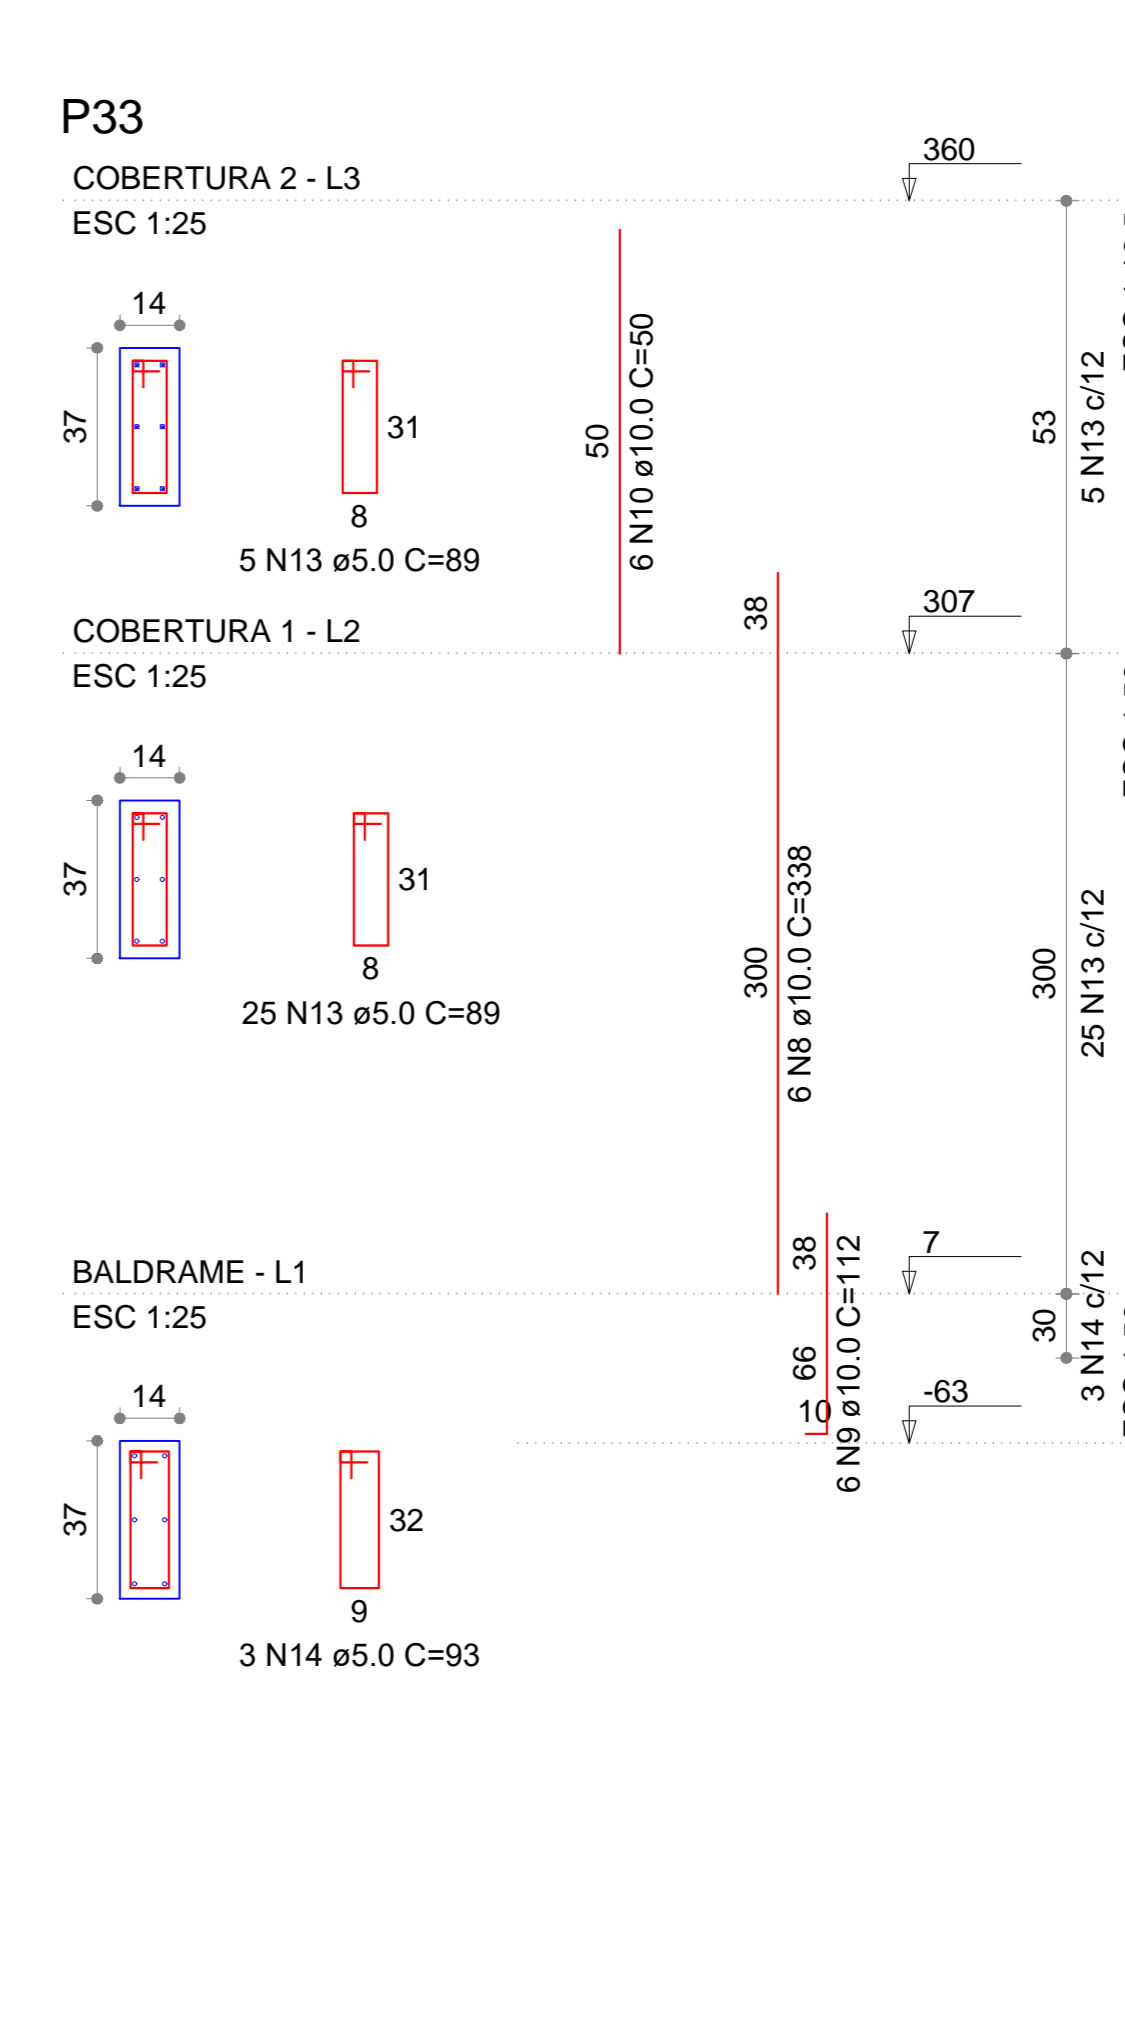 P33
COBERTURA 2 - L3
360
ESC 1:25
14
37
31
8
5 N13 ø5.0 C=89
50
6 N10 ø10.0 C=50
53
5 N13 c/12
COBERTURA 1 - L2
307
ESC 1:25
38
14
37
31
8
25 N13 ø5.0 C=89
300
6 N8 ø10.0 C=338
300
25 N13 c/12
BALDRAME - L1
7
ESC 1:25
38
66
10
6 N9 ø10.0 C=112
30
3 N14 c/12
-63
14
37
32
9
3 N14 ø5.0 C=93